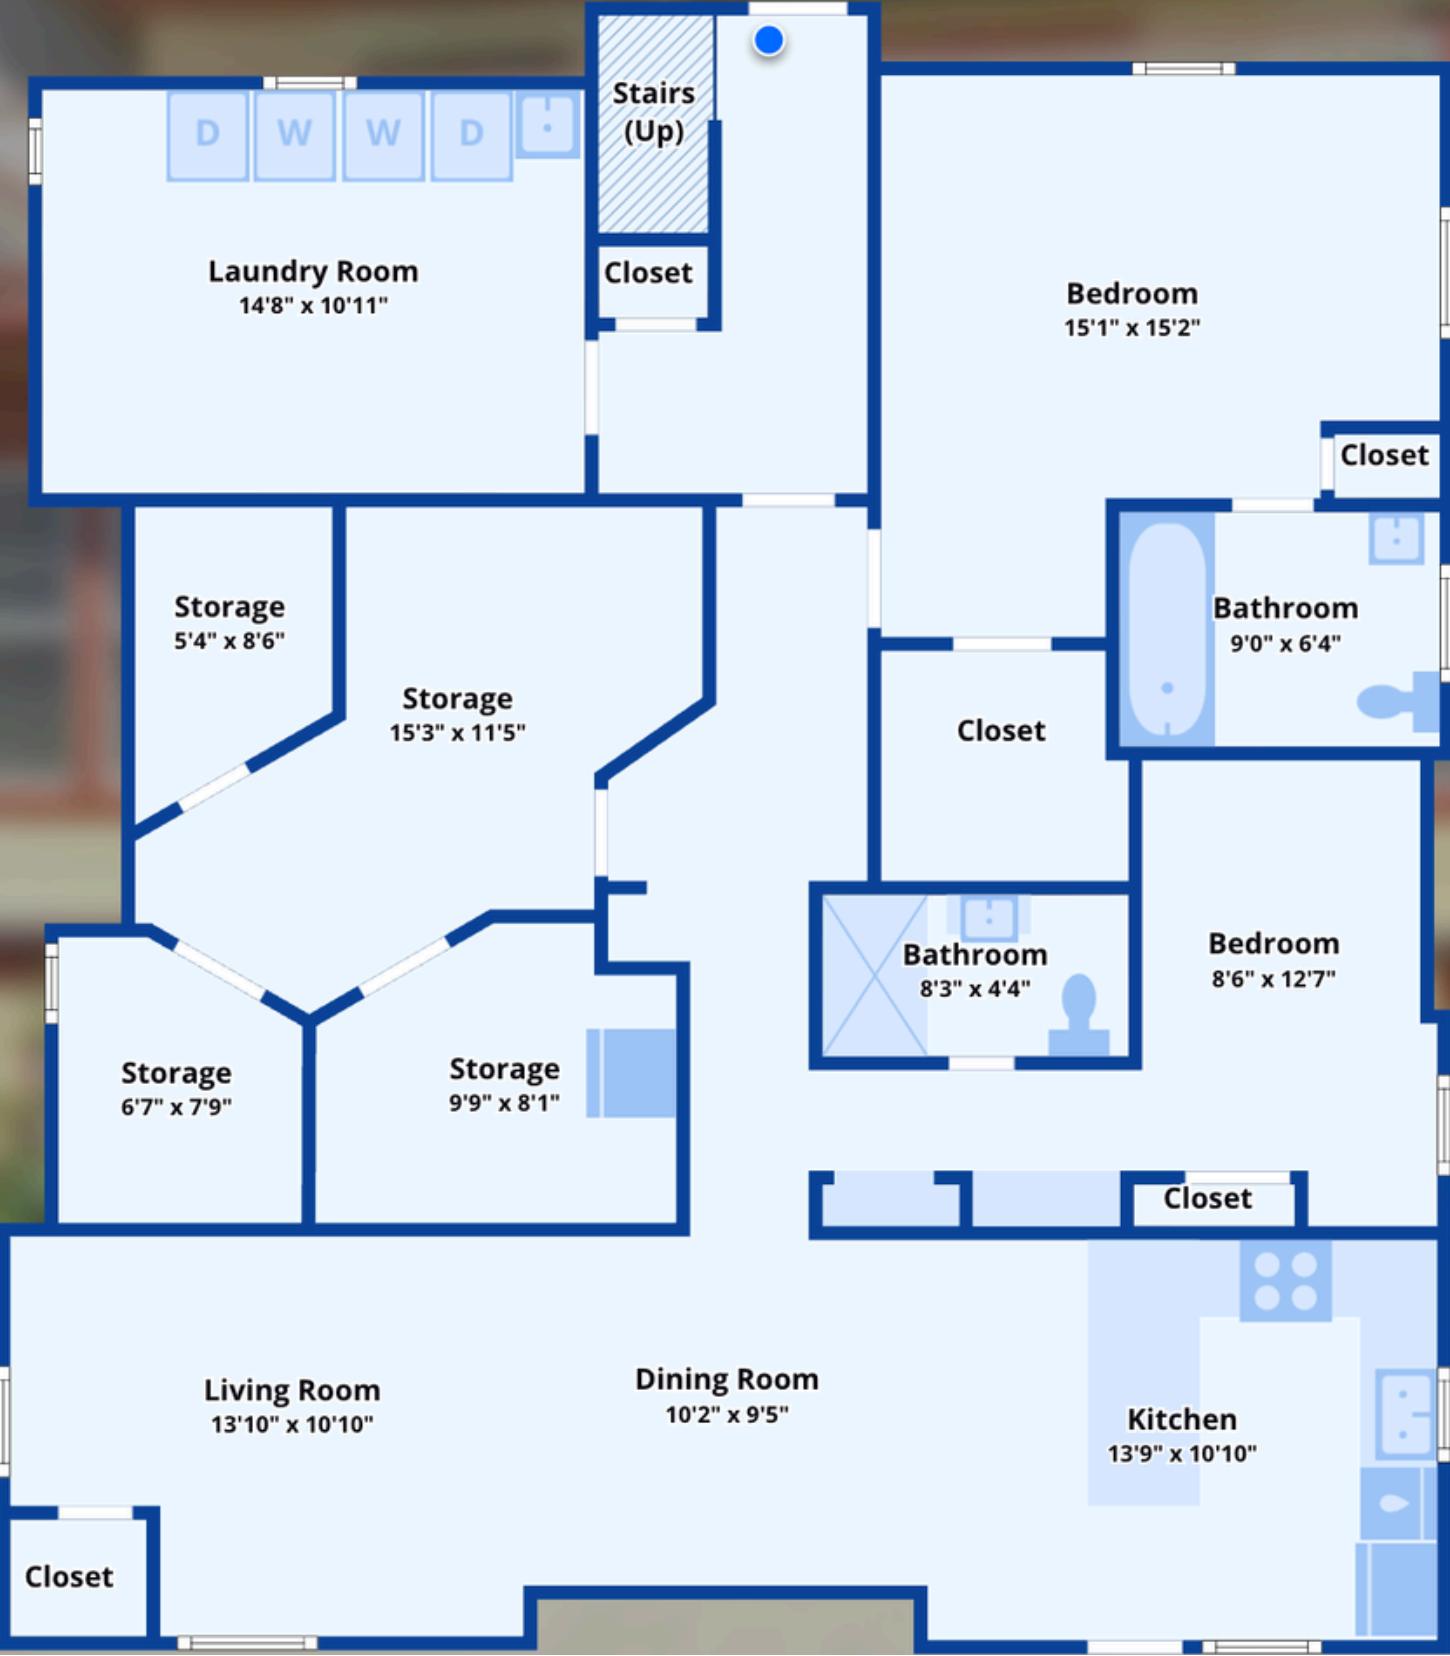 Stairs
(Up)
D W W D
Laundry Room
14'8" x 10'11"
Closet
Bedroom
15'1" x 15'2"
Closet
Storage
5'4" x 8'6"
Bathroom
9'0" x 6'4"
Storage
15'3" x 11'5"
Closet
Bedroom
8'6" x 12'7"
Bathroom
8'3" x 4'4"
Storage
6'7" x 7'9"
Storage
9'9" x 8'1"
Closet
Living Room
13'10" x 10'10"
Dining Room
10'2" x 9'5"
Kitchen
13'9" x 10'10"
Closet